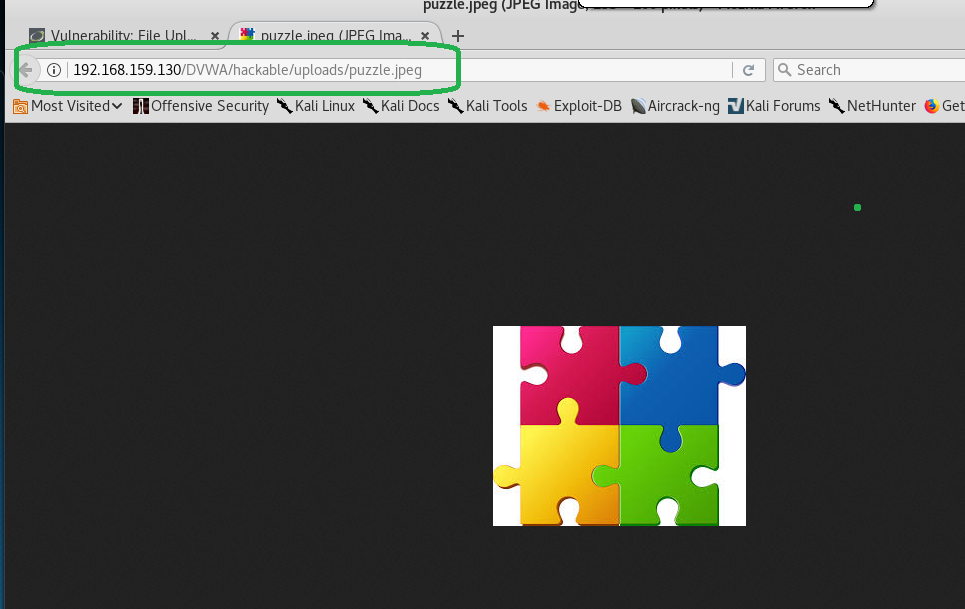 puzzle.jpeg (JPEG Image,
Vulnerability: File Upl... × puzzle.jpeg (JPEG Ima... × +
192.168.159.130/DVWA/hackable/uploads/puzzle.jpeg Search
Most Visited Offensive Security Kali Linux Kali Docs Kali Tools Exploit-DB Aircrack-ng Kali Forums NetHunter Get